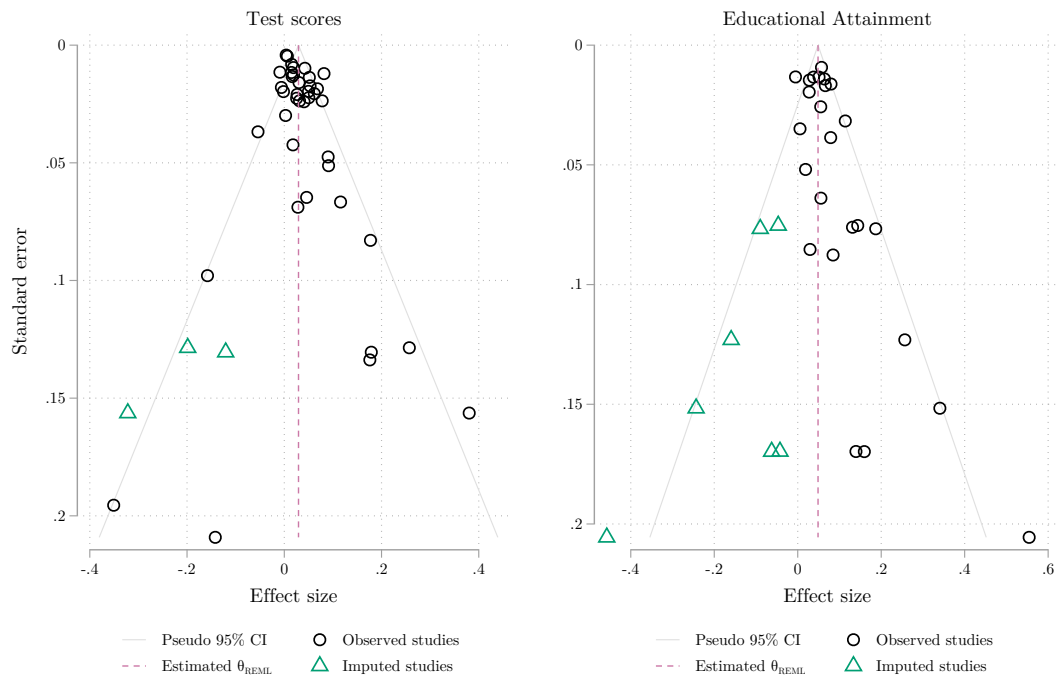 Test scores
0
.05
.1
.15
.2
Standard error
-.4 -.2 0 .2 .4
Effect size
Pseudo 95% CI Observed studies
Estimated θREML Imputed studies
Educational Attainment
0
.05
.1
.15
.2
-.4 -.2 0 .2 .4 .6
Effect size
Pseudo 95% CI Observed studies
Estimated θREML Imputed studies